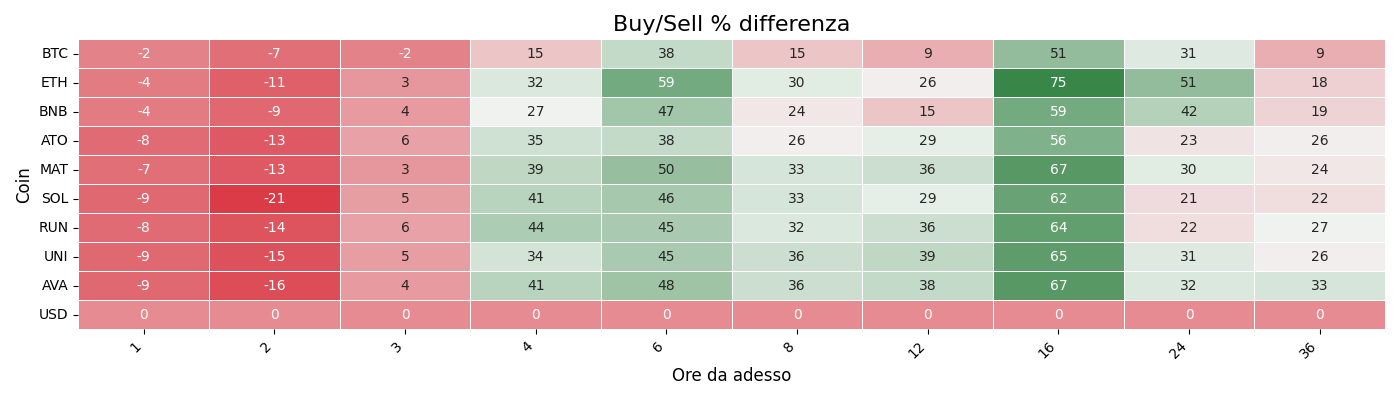 Buy/Sell % differenza
Coin
BTC -2 -7 -2 15 38 15 9 51 31 9
ETH -4 -11 3 32 59 30 26 75 51 18
BNB -4 -9 4 27 47 24 15 59 42 19
ATO -8 -13 6 35 38 26 29 56 23 26
MAT -7 -13 3 39 50 33 36 67 30 24
SOL -9 -21 5 41 46 33 29 62 21 22
RUN -8 -14 6 44 45 32 36 64 22 27
UNI -9 -15 5 34 45 36 39 65 31 26
AVA -9 -16 4 41 48 36 38 67 32 33
USD 0 0 0 0 0 0 0 0 0 0
1 2 3 4 6 8 12 16 24 36
Ore da adesso